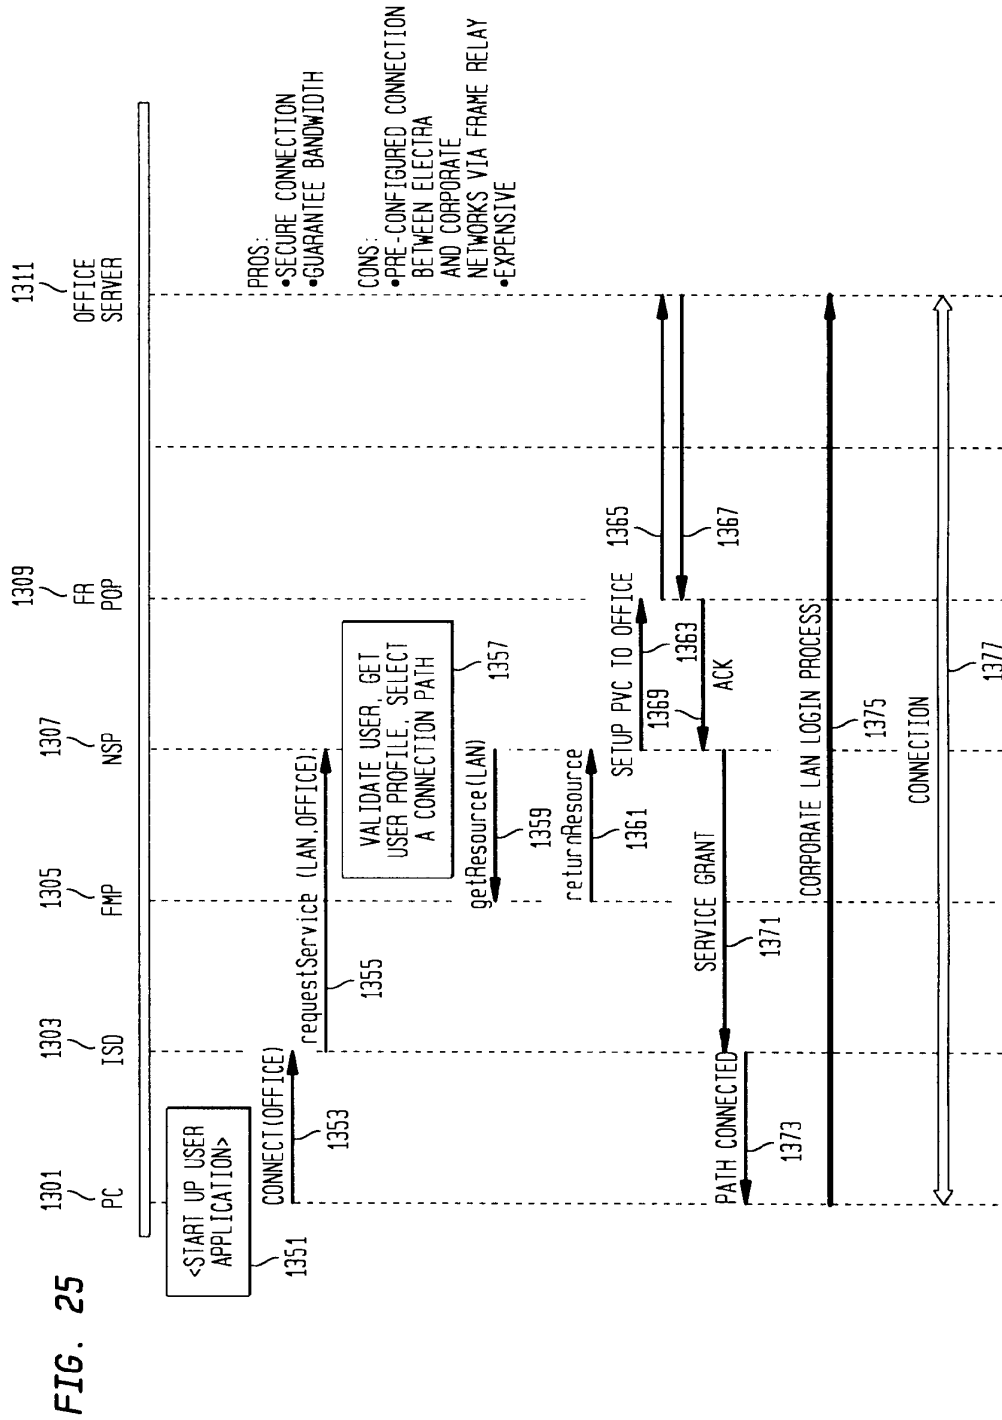 FIG. 25
1301
PC
1303
ISD
1305
FMP
1307
NSP
1309
FR
POP
1311
OFFICE
SERVER
<START UP USER
APPLICATION>
1351
CONNECT(OFFICE)
1353
requestService (LAN,OFFICE)
1355
VALIDATE USER, GET
USER PROFILE, SELECT
A CONNECTION PATH
1357
getResource(LAN)
1359
returnResource
1361
SETUP PVC TO OFFICE
1363
1365
1367
1369
ACK
SERVICE GRANT
1371
PATH CONNECTED
1373
CORPORATE LAN LOGIN PROCESS
1375
CONNECTION
1377
PROS:
•SECURE CONNECTION
•GUARANTEE BANDWIDTH
CONS:
•PRE-CONFIGURED CONNECTION
BETWEEN ELECTRA
AND CORPORATE
NETWORKS VIA FRAME RELAY
•EXPENSIVE